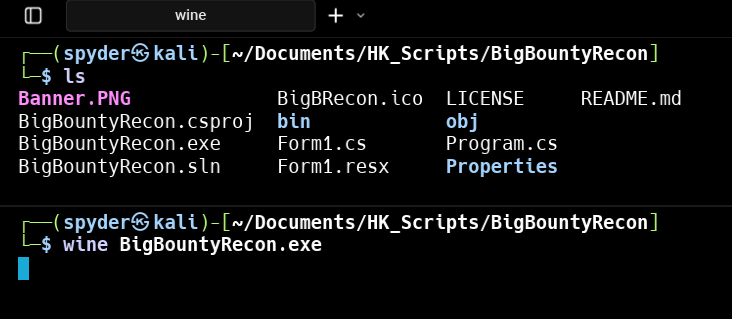 wine
┌──(spyder㉿kali)-[~/Documents/HK_Scripts/BigBountyRecon]
└─$ ls
Banner.PNG BigBRecon.ico LICENSE README.md
BigBountyRecon.csproj bin obj
BigBountyRecon.exe Form1.cs Program.cs
BigBountyRecon.sln Form1.resx Properties
┌──(spyder㉿kali)-[~/Documents/HK_Scripts/BigBountyRecon]
└─$ wine BigBountyRecon.exe